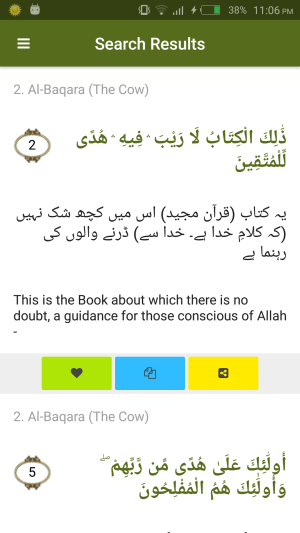 38% 11:06 PM
Search Results
2. Al-Baqara (The Cow)
2
ذَٰلِكَ الْكِتَابُ لَا رَيْبَ ۛ فِيهِ ۛ هُدًى
لِّلْمُتَّقِينَ
یہ کتاب (قرآن مجید) اس میں کچھ شک نہیں
(کہ کلامِ خدا ہے۔ خدا سے) ڈرنے والوں کی
رہنما ہے
This is the Book about which there is no
doubt, a guidance for those conscious of Allah
-
2. Al-Baqara (The Cow)
5
أُولَٰئِكَ عَلَىٰ هُدًى مِّن رَّبِّهِمْ ۖ
وَأُولَٰئِكَ هُمُ الْمُفْلِحُونَ